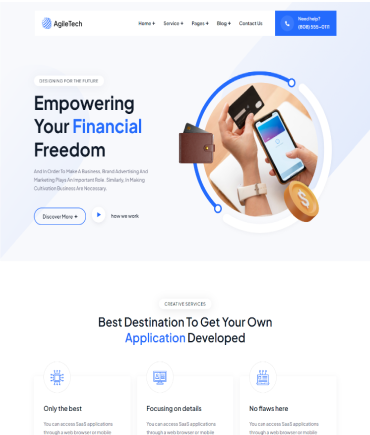 AgileTech
Home + Service + Pages + Blog + Contact Us
Need help?
(808) 555-0111
DESIGNING FOR THE FUTURE
Empowering
Your Financial
Freedom
And In Order To Make A Business, Brand Advertising And
Marketing Plays An Important Role. Similarly, In Making
Cultivation Business Are Necessary.
Discover More + how we work
CREATIVE SERVICES
Best Destination To Get Your Own
Application Developed
Only the best
You can access SaaS applications
through a web browser or mobile
Focusing on details
You can access SaaS applications
through a web browser or mobile
No flaws here
You can access SaaS applications
through a web browser or mobile